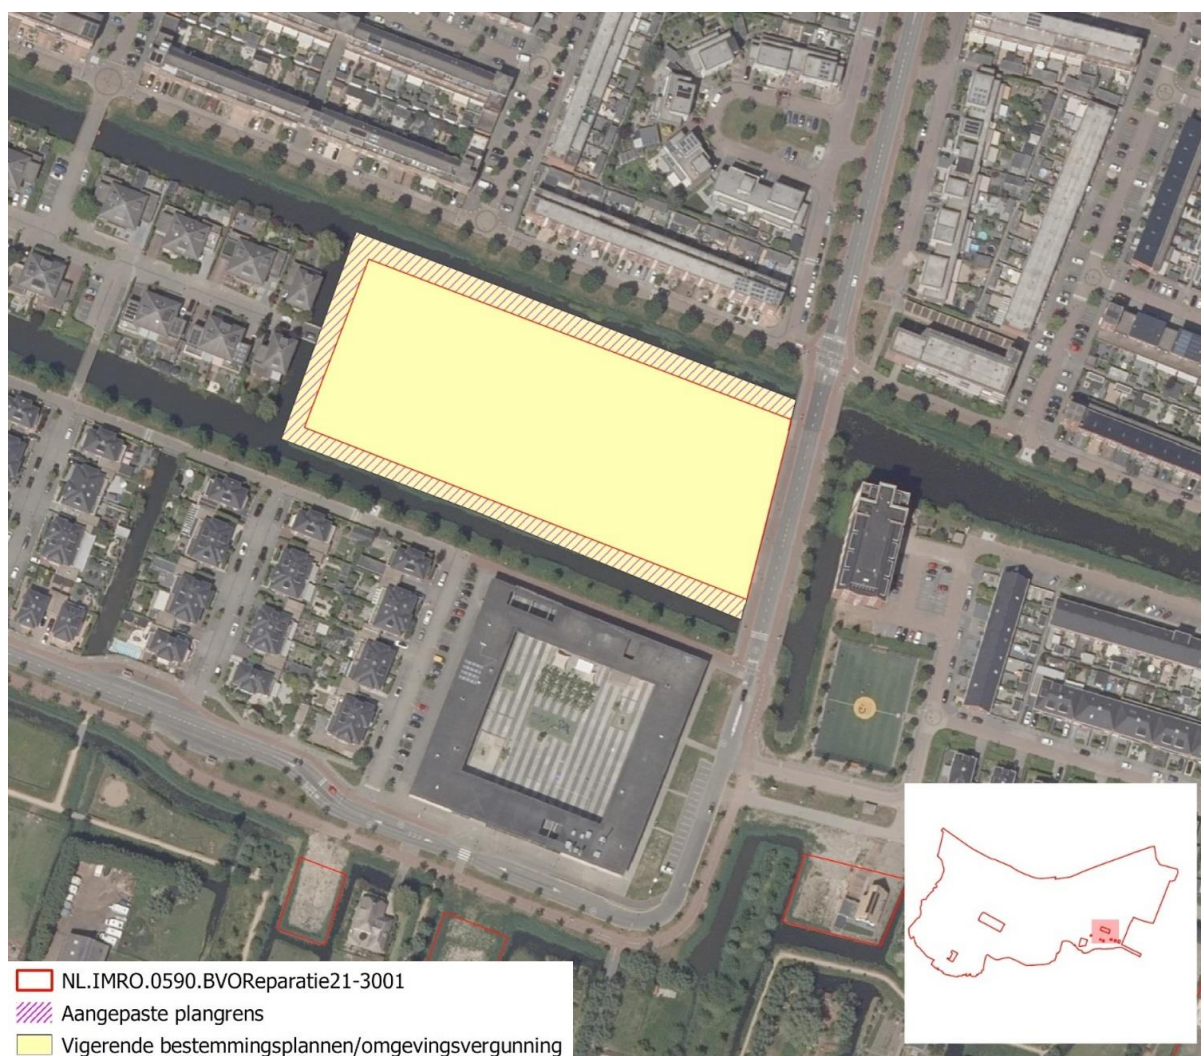 NL.IMRO.0590.BVOReparatie21-3001
Aangepaste plangrens
Vigerende bestemmingsplannen/omgevingsvergunning